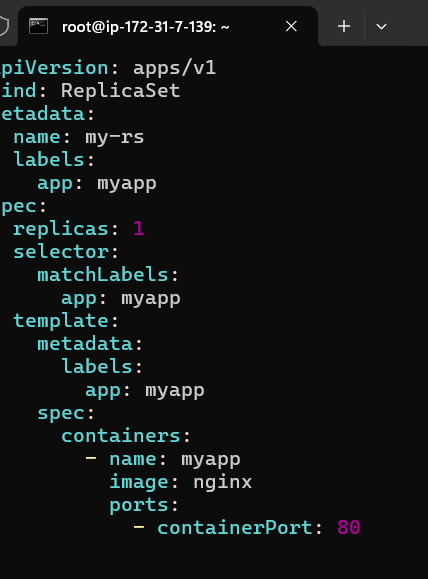 root@ip-172-31-7-139: ~
piVersion: apps/v1
ind: ReplicaSet
etadata:
 name: my-rs
 labels:
   app: myapp
pec:
 replicas: 1
 selector:
   matchLabels:
     app: myapp
 template:
   metadata:
     labels:
       app: myapp
   spec:
     containers:
       - name: myapp
         image: nginx
         ports:
           - containerPort: 80